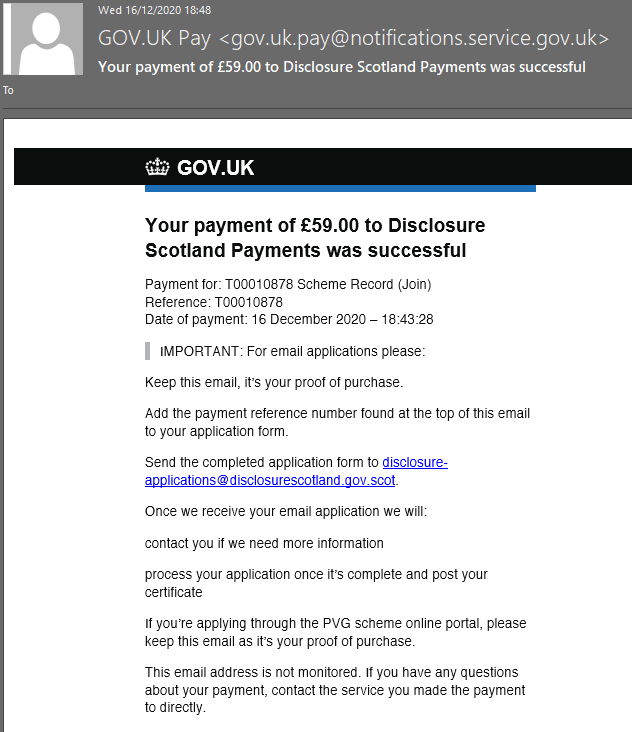 Wed 16/12/2020 18:48
GOV.UK Pay <gov.uk.pay@notifications.service.gov.uk>
Your payment of £59.00 to Disclosure Scotland Payments was successful
To
GOV.UK
Your payment of £59.00 to Disclosure
Scotland Payments was successful
Payment for: T00010878 Scheme Record (Join)
Reference: T00010878
Date of payment: 16 December 2020 – 18:43:28
IMPORTANT: For email applications please:
Keep this email, it’s your proof of purchase.
Add the payment reference number found at the top of this email
to your application form.
Send the completed application form to disclosure-
applications@disclosurescotland.gov.scot.
Once we receive your email application we will:
contact you if we need more information
process your application once it’s complete and post your
certificate
If you’re applying through the PVG scheme online portal, please
keep this email as it’s your proof of purchase.
This email address is not monitored. If you have any questions
about your payment, contact the service you made the payment
to directly.